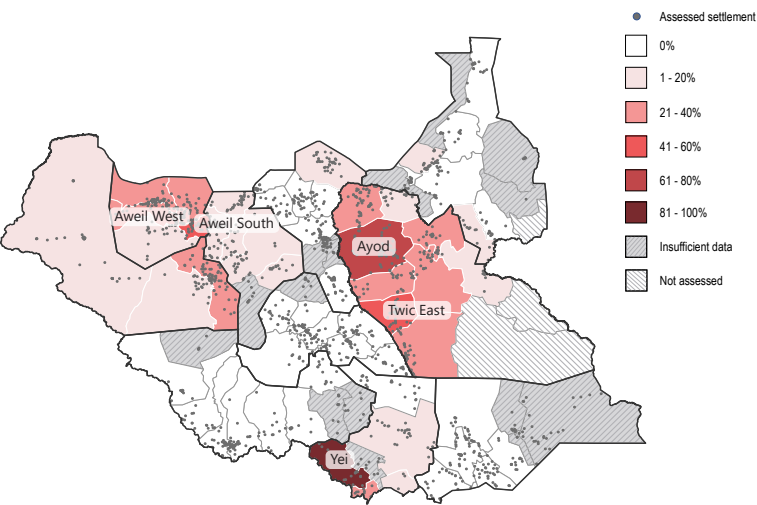 Assessed settlement
0%
1 - 20%
21 - 40%
41 - 60%
61 - 80%
81 - 100%
Insufficient data
Not assessed
Aweil West
Aweil South
Ayod
Twic East
Yei